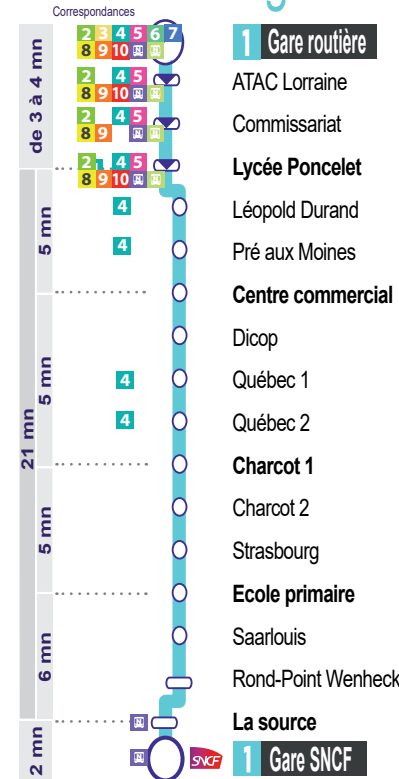 Correspondances
2 3 4 5 6 7
8 9 10
1 Gare routière
2 4 5
8 9 10
ATAC Lorraine
2 4 5
8 9
Commissariat
2 4 5
8 9 10
Lycée Poncelet
4 Léopold Durand
4 Pré aux Moines
Centre commercial
Dicop
4 Québec 1
4 Québec 2
Charcot 1
Charcot 2
Strasbourg
Ecole primaire
Saarlouis
Rond-Point Wenheck
La source
SNCF 1 Gare SNCF
de 3 à 4 mn
21 mn
5 mn
5 mn
5 mn
6 mn
2 mn